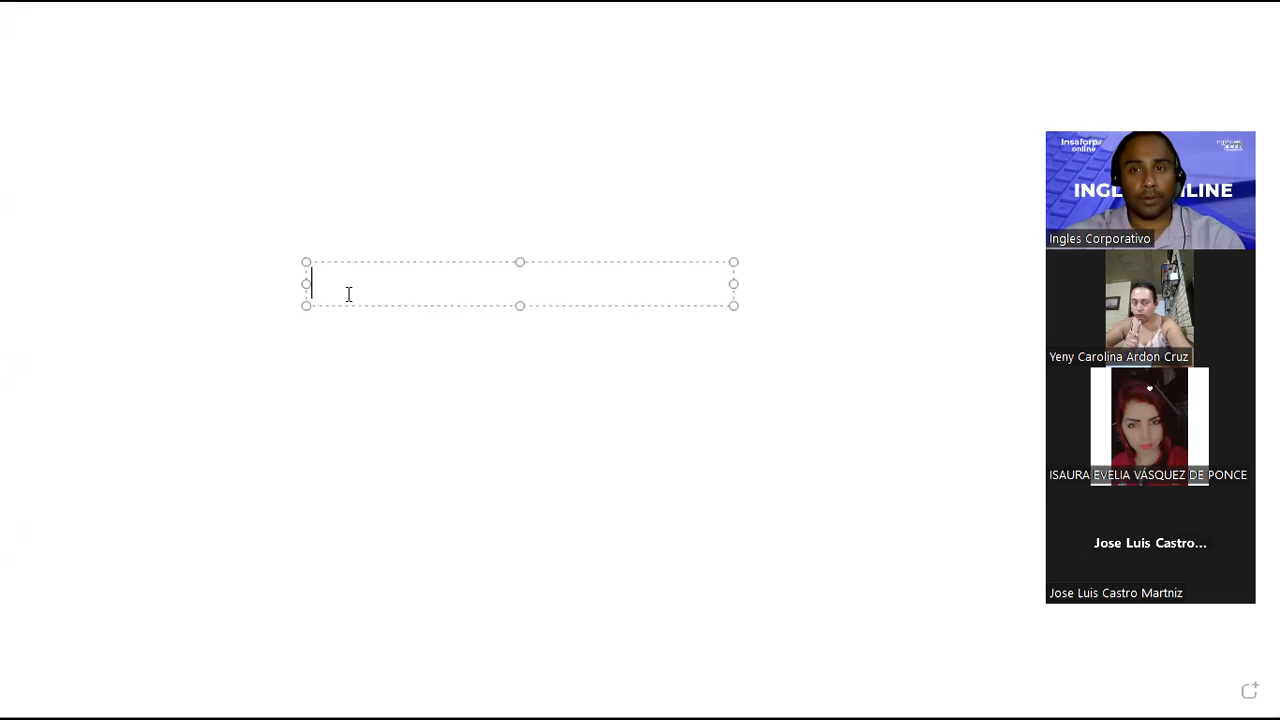 Insaforp
online
INGL
LINE
Ingles Corporativo
Yeny Carolina Ardon Cruz
ISAURA EVELIA VÁSQUEZ DE PONCE
Jose Luis Castro...
Jose Luis Castro Martniz